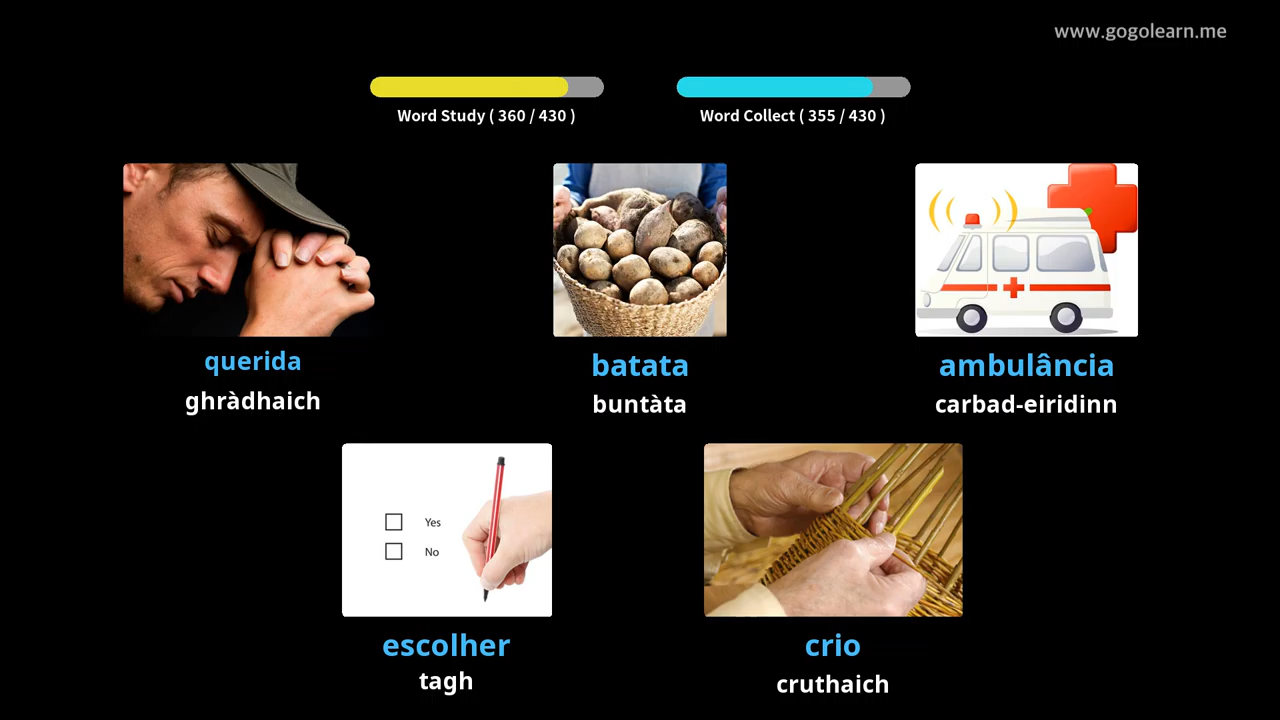 www.gogolearn.me
Word Study ( 360 / 430 )
Word Collect ( 355 / 430 )
querida
ghràdhaich
batata
buntàta
ambulância
carbad-eiridinn
Yes
No
escolher
tagh
crio
cruthaich